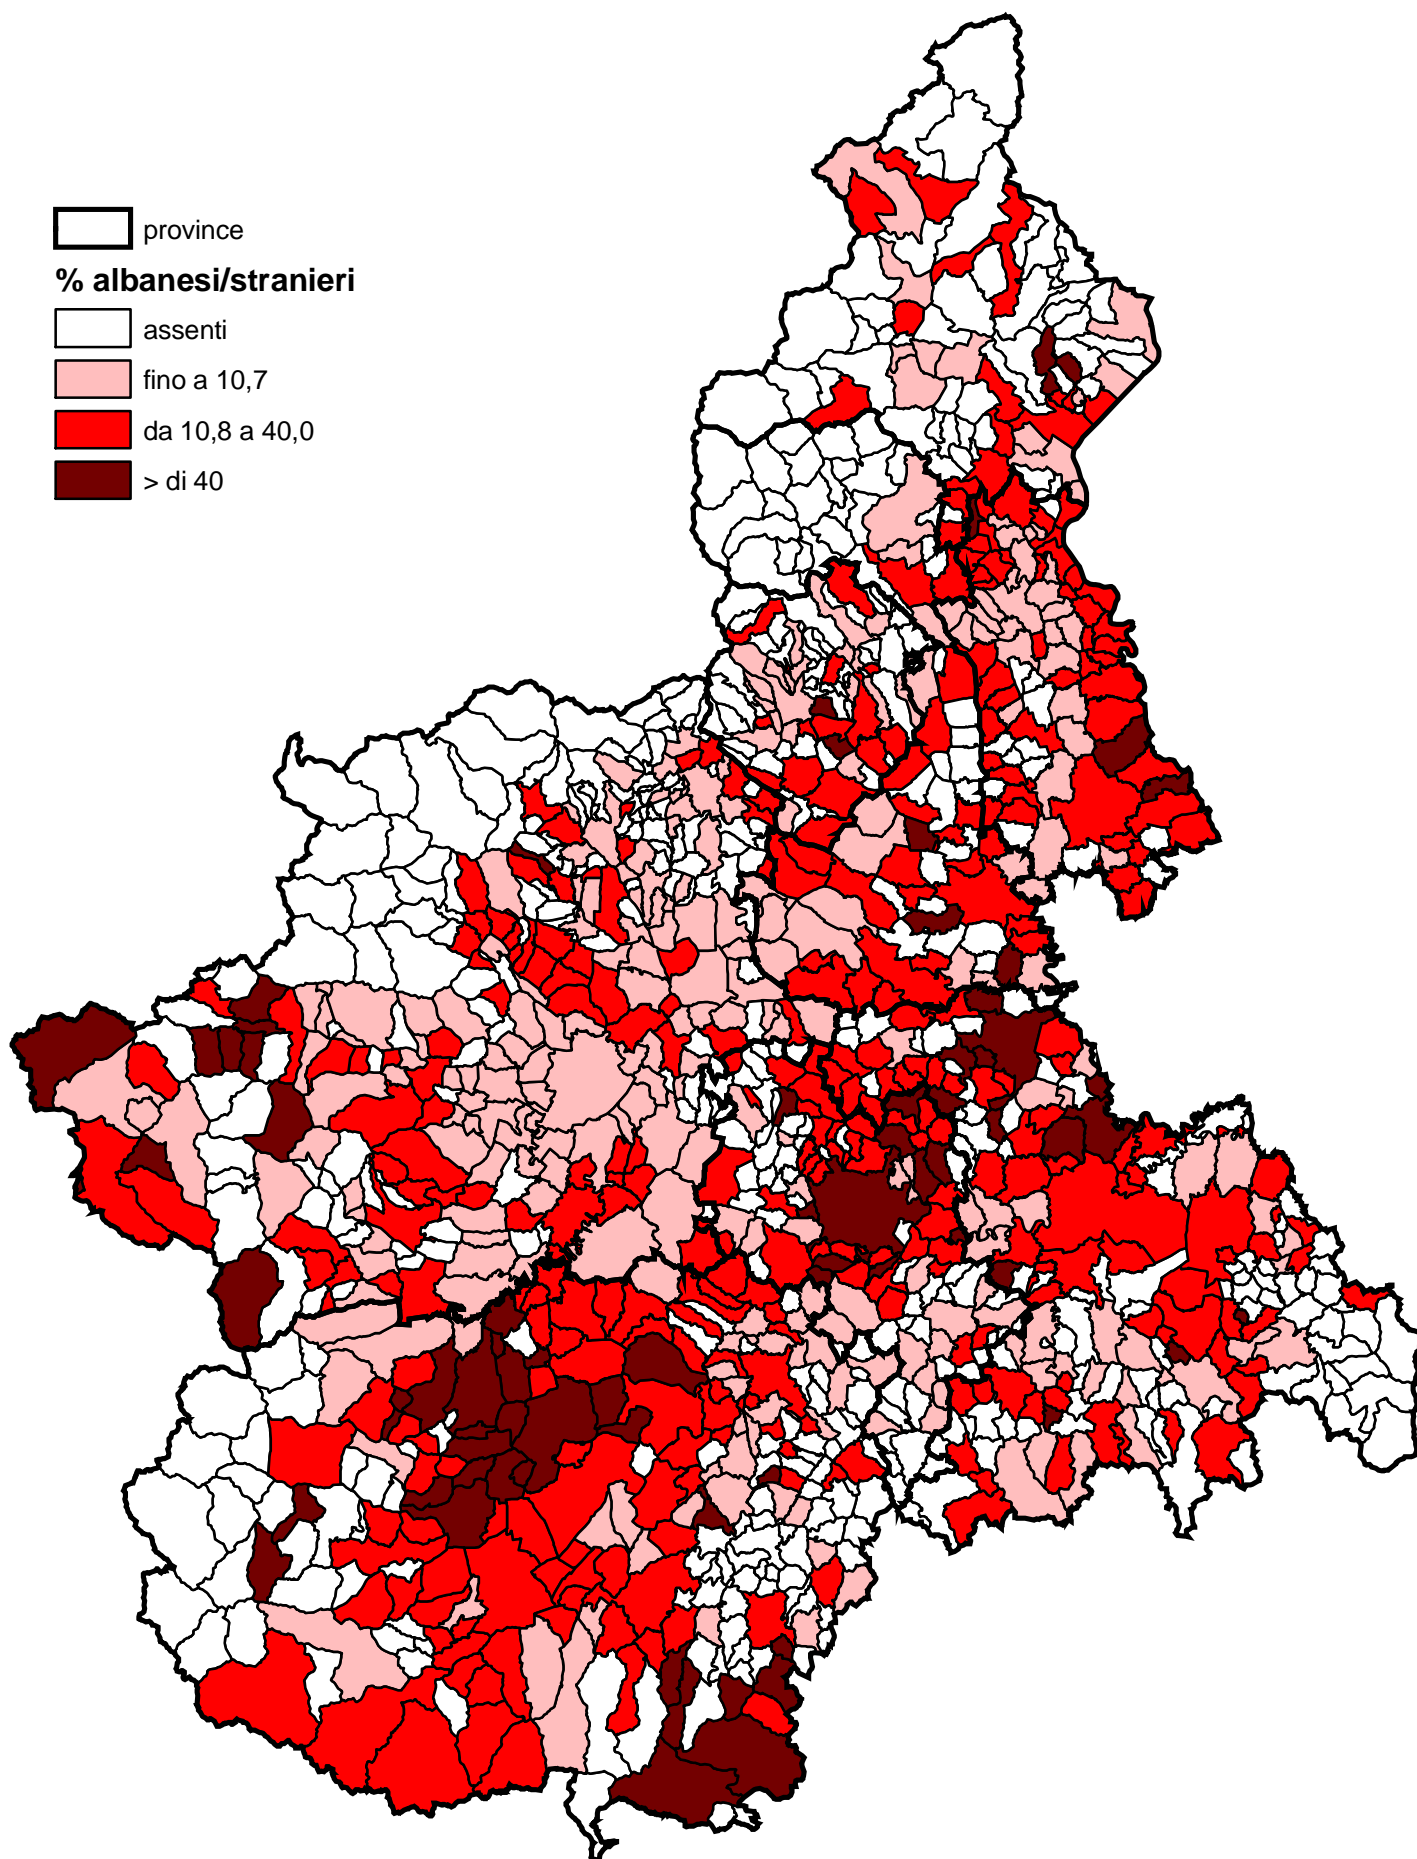 province
% albanesi/stranieri
assenti
fino a 10,7
da 10,8 a 40,0
> di 40